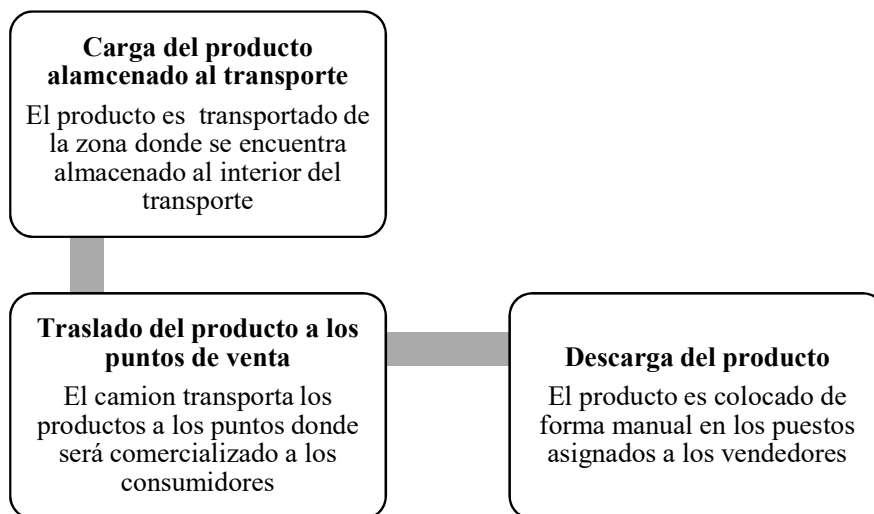 Carga del producto
alamcenado al transporte
El producto es  transportado de
la zona donde se encuentra
almacenado al interior del
transporte
Traslado del producto a los
puntos de venta
El camion transporta los
productos a los puntos donde
será comercializado a los
consumidores
Descarga del producto
El producto es colocado de
forma manual en los puestos
asignados a los vendedores